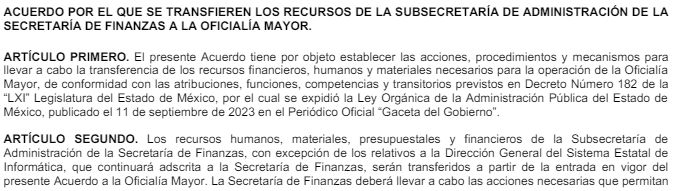 ACUERDO POR EL QUE SE TRANSFIEREN LOS RECURSOS DE LA SUBSECRETARÍA DE ADMINISTRACIÓN DE LA
SECRETARÍA DE FINANZAS A LA OFICIALÍA MAYOR.
ARTÍCULO PRIMERO. El presente Acuerdo tiene por objeto establecer las acciones, procedimientos y mecanismos para
llevar a cabo la transferencia de los recursos financieros, humanos y materiales necesarios para la operación de la Oficialía
Mayor, de conformidad con las atribuciones, funciones, competencias y transitorios previstos en Decreto Número 182 de la
“LXI” Legislatura del Estado de México, por el cual se expidió la Ley Orgánica de la Administración Pública del Estado de
México, publicado el 11 de septiembre de 2023 en el Periódico Oficial “Gaceta del Gobierno”.
ARTÍCULO SEGUNDO. Los recursos humanos, materiales, presupuestales y financieros de la Subsecretaría de
Administración de la Secretaría de Finanzas, con excepción de los relativos a la Dirección General del Sistema Estatal de
Informática, que continuará adscrita a la Secretaría de Finanzas, serán transferidos a partir de la entrada en vigor del
presente Acuerdo a la Oficialía Mayor. La Secretaría de Finanzas deberá llevar a cabo las acciones necesarias que permitan